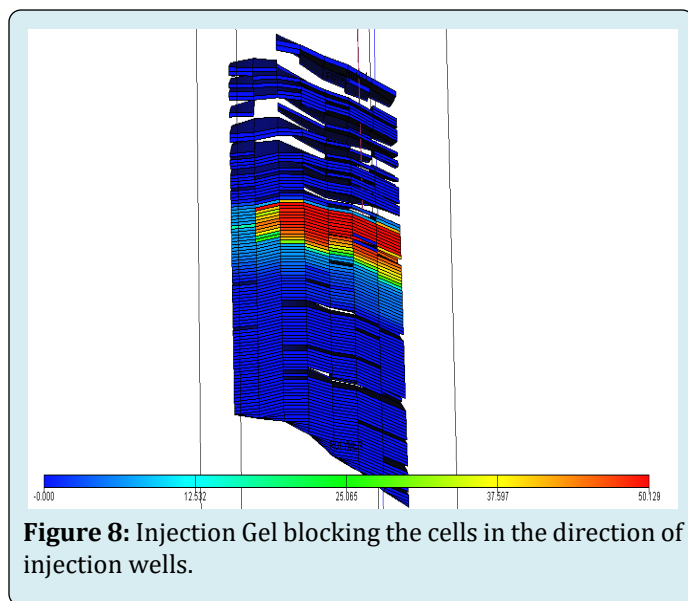 -0.000 12.532 25.065 37.597 50.129
Figure 8: Injection Gel blocking the cells in the direction of
injection wells.